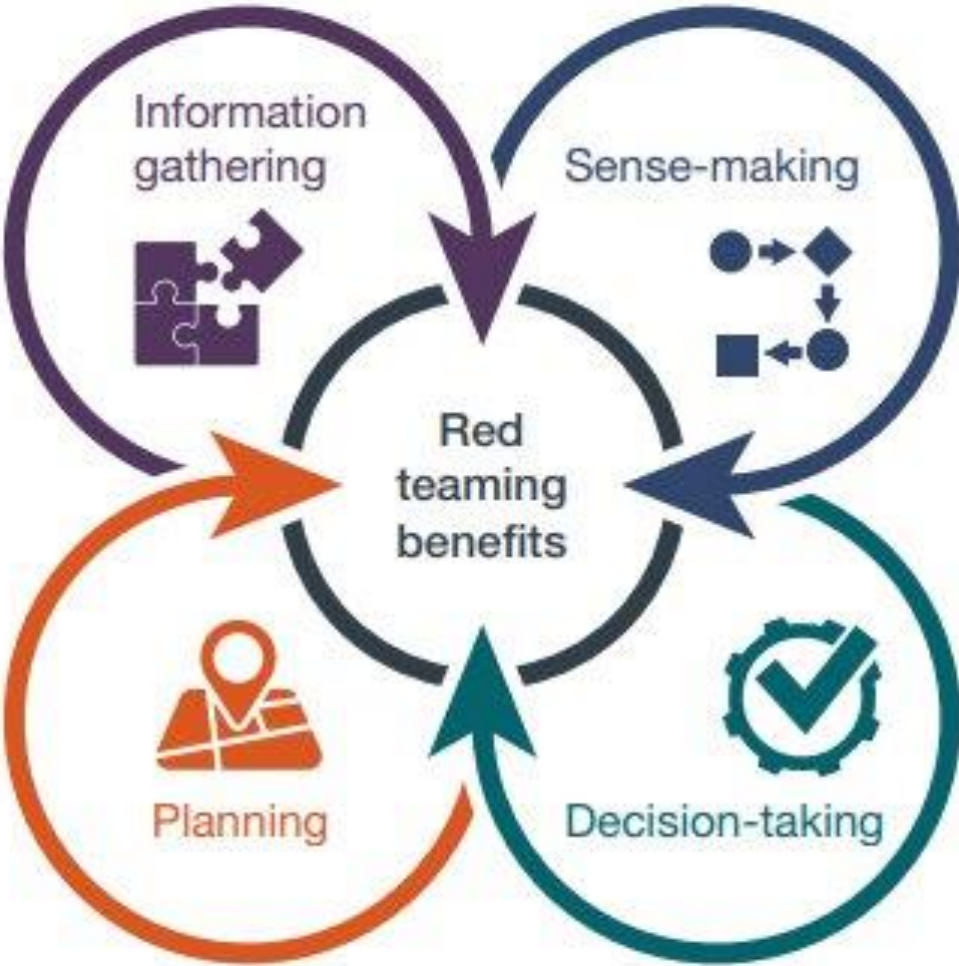 Information
gathering
Sense-making
Red
teaming
benefits
Planning
Decision-taking